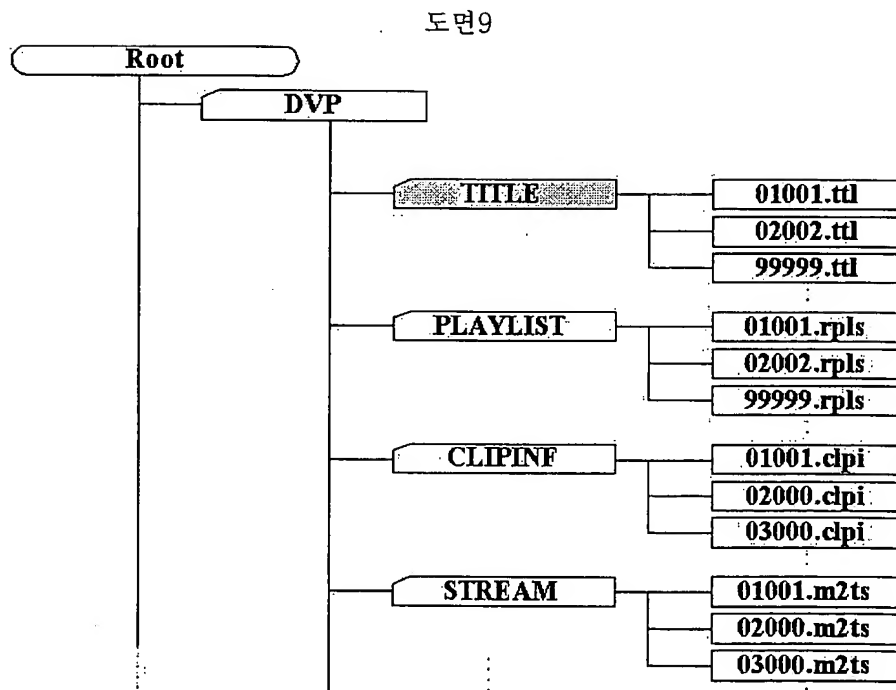 도면9
Root
DVP
TITLE
01001.ttl
02002.ttl
99999.ttl
PLAYLIST
01001.rpls
02002.rpls
99999.rpls
CLIPINF
01001.clpi
02000.clpi
03000.clpi
STREAM
01001.m2ts
02000.m2ts
03000.m2ts